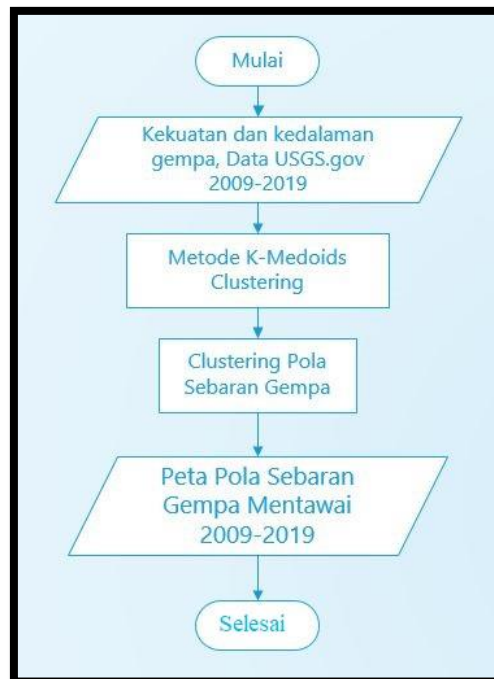 Mulai
Kekuatan dan kedalaman
gempa, Data USGS.gov
2009-2019
Metode K-Medoids
Clustering
Clustering Pola
Sebaran Gempa
Peta Pola Sebaran
Gempa Mentawai
2009-2019
Selesai